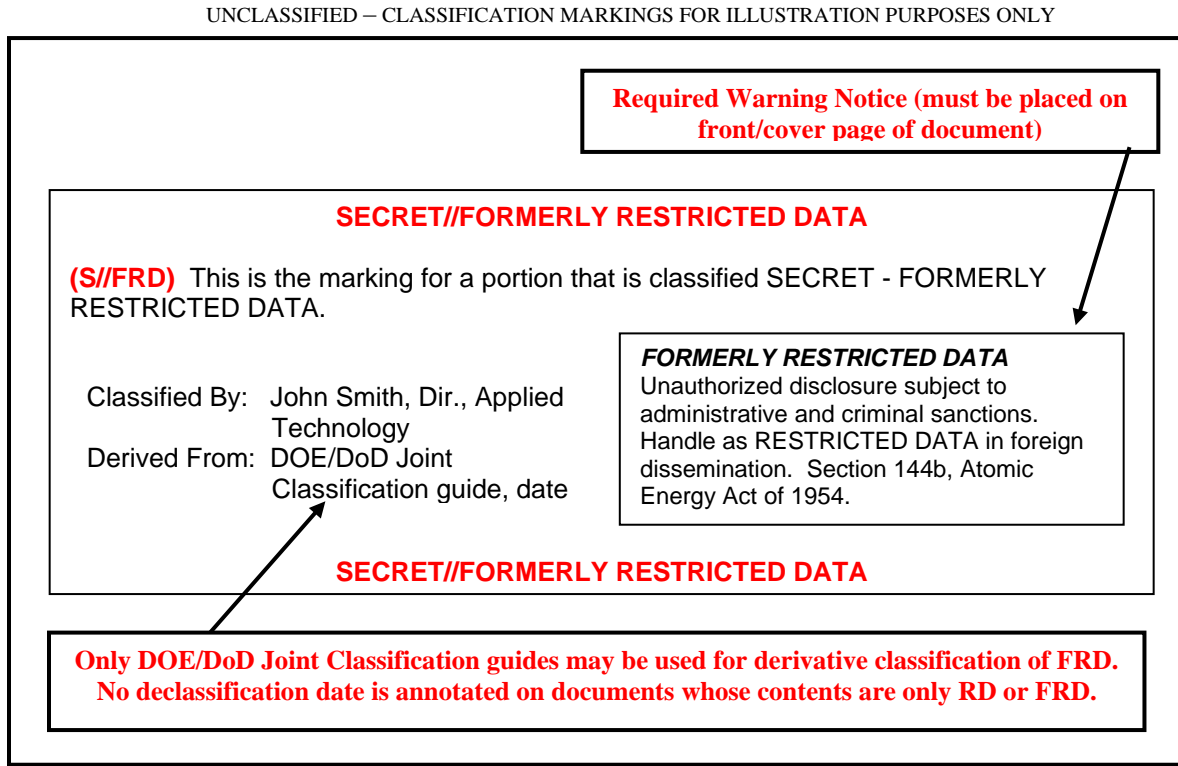 UNCLASSIFIED – CLASSIFICATION MARKINGS FOR ILLUSTRATION PURPOSES ONLY
Required Warning Notice (must be placed on
front/cover page of document)
SECRET//FORMERLY RESTRICTED DATA
(S//FRD) This is the marking for a portion that is classified SECRET - FORMERLY
RESTRICTED DATA.
Classified By: John Smith, Dir., Applied
Technology
Derived From: DOE/DoD Joint
Classification guide, date
FORMERLY RESTRICTED DATA
Unauthorized disclosure subject to
administrative and criminal sanctions.
Handle as RESTRICTED DATA in foreign
dissemination. Section 144b, Atomic
Energy Act of 1954.
SECRET//FORMERLY RESTRICTED DATA
Only DOE/DoD Joint Classification guides may be used for derivative classification of FRD.
No declassification date is annotated on documents whose contents are only RD or FRD.